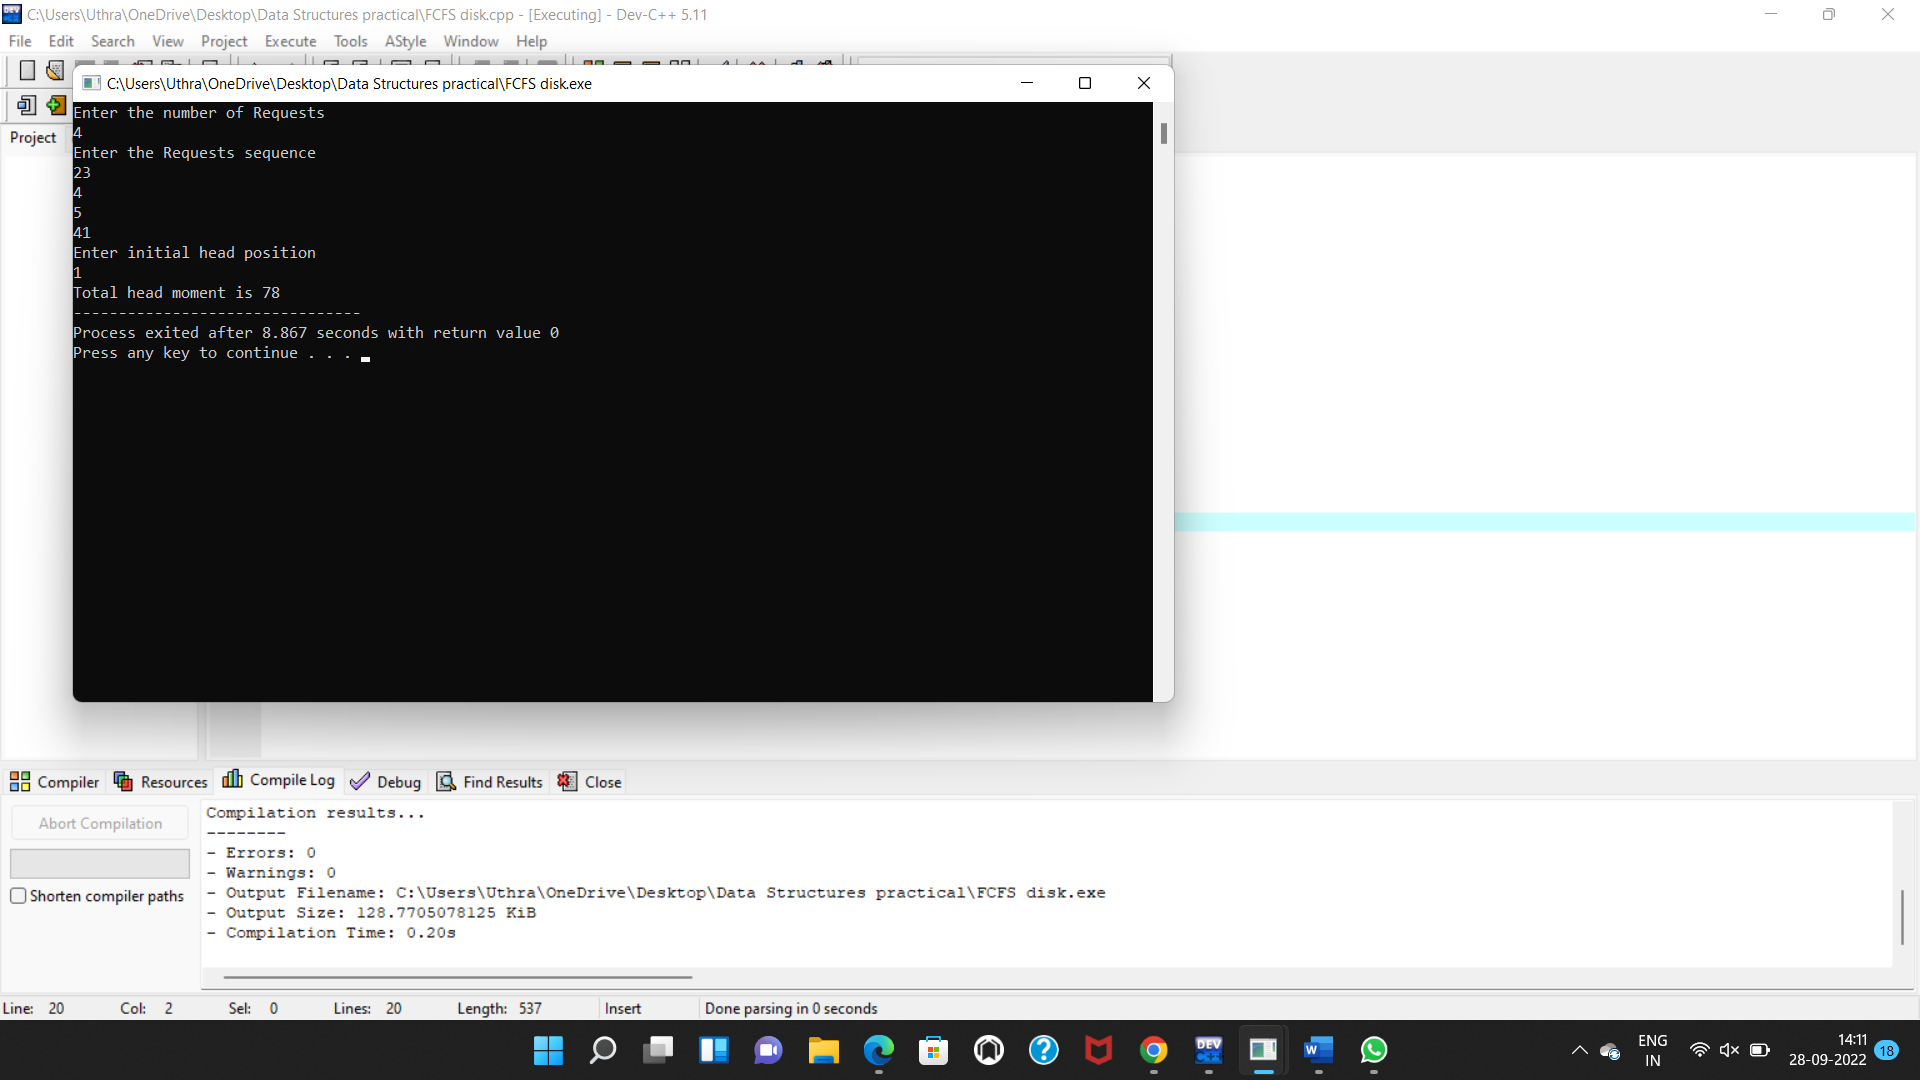 C:\Users\Uthra\OneDrive\Desktop\Data Structures practical\FCFS disk.cpp - [Executing] - Dev-C++ 5.11
File Edit Search View Project Execute Tools AStyle Window Help
C:\Users\Uthra\OneDrive\Desktop\Data Structures practical\FCFS disk.exe
Project
Enter the number of Requests
4
Enter the Requests sequence
23
4
5
41
Enter initial head position
1
Total head moment is 78
--------------------------------
Process exited after 8.867 seconds with return value 0
Press any key to continue . . .
Compiler Resources Compile Log Debug Find Results Close
Abort Compilation
Shorten compiler paths
Compilation results...
--------
- Errors: 0
- Warnings: 0
- Output Filename: C:\Users\Uthra\OneDrive\Desktop\Data Structures practical\FCFS disk.exe
- Output Size: 128.7705078125 KiB
- Compilation Time: 0.20s
Line: 20 Col: 2 Sel: 0 Lines: 20 Length: 537 Insert Done parsing in 0 seconds
DEV C++
ENG
IN
14:11
28-09-2022
18